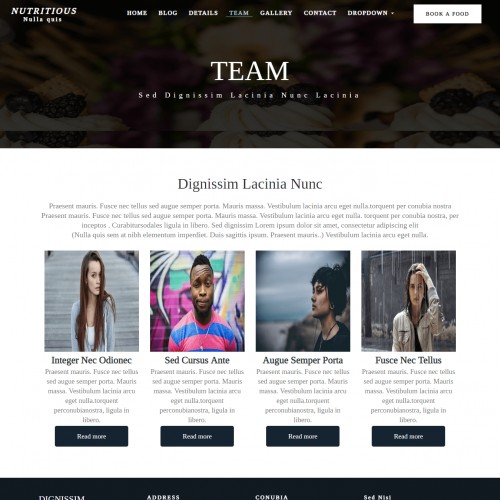 NUTRITIOUS
Nulla quis
HOME BLOG DETAILS TEAM GALLERY CONTACT DROPDOWN
BOOK A FOOD
TEAM
Sed Dignissim Lacinia Nunc Lacinia
Dignissim Lacinia Nunc
Praesent mauris. Fusce nec tellus sed augue semper porta. Mauris massa. Vestibulum lacinia arcu eget nulla.torquent per conubia nostra
Praesent mauris. Fusce nec tellus sed augue semper porta. Mauris massa. Vestibulum lacinia arcu eget nulla. torquent per conubia nostra, per
inceptos . Curabitursodales ligula in libero. Sed dignissim Lorem ipsum dolor sit amet, consectetur adipiscing elit
(Nulla quis sem at nibh elementum imperdiet. Duis sagittis ipsum. Praesent mauris..) Vestibulum lacinia arcu eget nulla.
Integer Nec Odionec
Praesent mauris. Fusce nec tellus
sed augue semper porta. Mauris
massa. Vestibulum lacinia arcu
eget nulla.torquent
perconubianostra, ligula in
libero.
Read more
Sed Cursus Ante
Praesent mauris. Fusce nec tellus
sed augue semper porta. Mauris
massa. Vestibulum lacinia arcu
eget nulla.torquent
perconubianostra, ligula in
libero.
Read more
Augue Semper Porta
Praesent mauris. Fusce nec tellus
sed augue semper porta. Mauris
massa. Vestibulum lacinia arcu
eget nulla.torquent
perconubianostra, ligula in
libero.
Read more
Fusce Nec Tellus
Praesent mauris. Fusce nec tellus
sed augue semper porta. Mauris
massa. Vestibulum lacinia arcu
eget nulla.torquent
perconubianostra, ligula in
libero.
Read more
DIGNISSIM
ADDRESS
CONUBIA
Sed Nisi